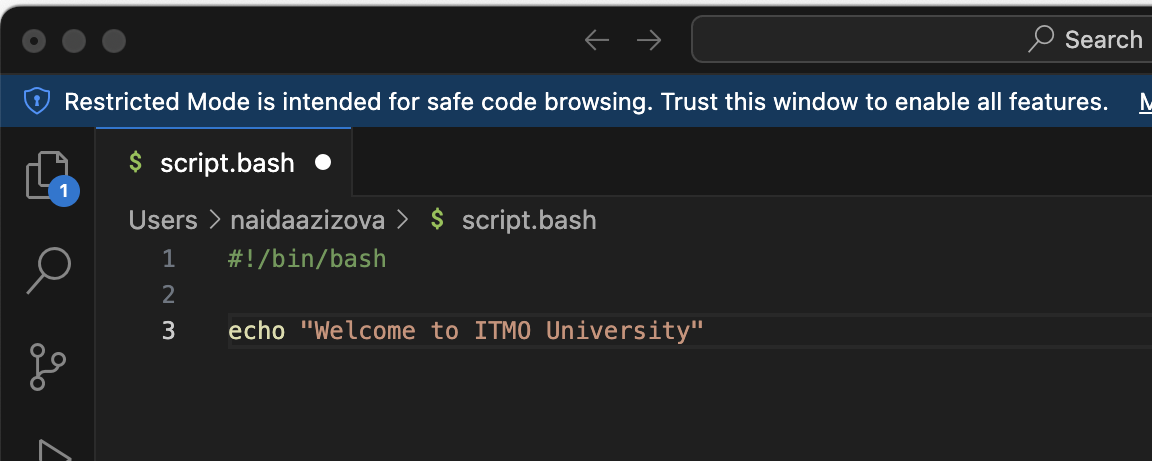 Search
Restricted Mode is intended for safe code browsing. Trust this window to enable all features.
$ script.bash
1
Users > naidaazizova > $ script.bash
1 #!/bin/bash
2
3 echo "Welcome to ITMO University"